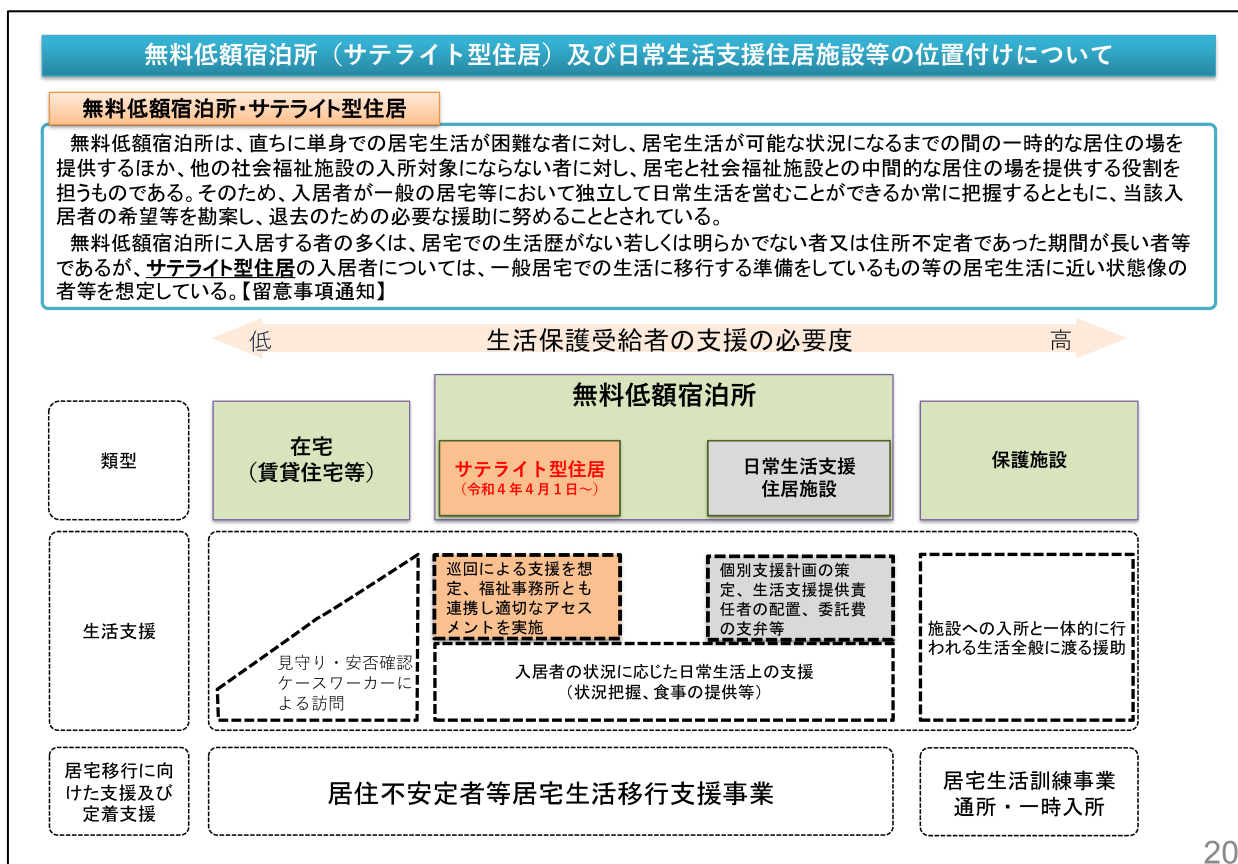 無料低額宿泊所（サテライト型住居）及び日常生活支援住居施設等の位置付けについて
無料低額宿泊所・サテライト型住居
無料低額宿泊所は、直ちに単身での居宅生活が困難な者に対し、居宅生活が可能な状況になるまでの間の一時的な居住の場を
提供するほか、他の社会福祉施設の入所対象にならない者に対し、居宅と社会福祉施設との中間的な居住の場を提供する役割を
担うものである。そのため、入居者が一般の居宅等において独立して日常生活を営むことができるか常に把握するとともに、当該入
居者の希望等を勘案し、退去のための必要な援助に努めることとされている。
無料低額宿泊所に入居する者の多くは、居宅での生活歴がない若しくは明らかでない者又は住所不定者であった期間が長い者等
であるが、サテライト型住居の入居者については、一般居宅での生活に移行する準備をしているもの等の居宅生活に近い状態像の
者等を想定している。【留意事項通知】
低 生活保護受給者の支援の必要度 高
類型
在宅
（賃貸住宅等）
無料低額宿泊所
サテライト型住居
（令和４年４月１日～）
日常生活支援
住居施設
保護施設
生活支援
見守り・安否確認
ケースワーカーに
よる訪問
巡回による支援を想
定、福祉事務所とも
連携し適切なアセス
メントを実施
個別支援計画の策
定、生活支援提供責
任者の配置、委託費
の支弁等
入居者の状況に応じた日常生活上の支援
（状況把握、食事の提供等）
施設への入所と一体的に行
われる生活全般に渡る援助
居宅移行に向
けた支援及び
定着支援
居住不安定者等居宅生活移行支援事業
居宅生活訓練事業
通所・一時入所
20